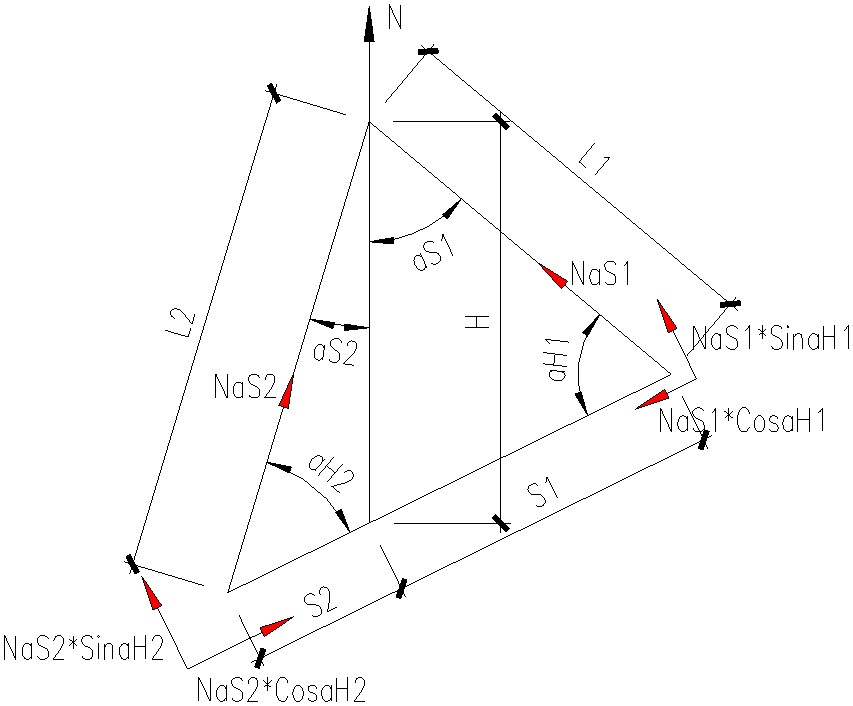 N
L1
aS1
NaS1
L2
H
aS2
NaS1*SinaH1
aH1
NaS2
NaS1*CosaH1
aH2
S1
S2
NaS2*SinaH2
NaS2*CosaH2